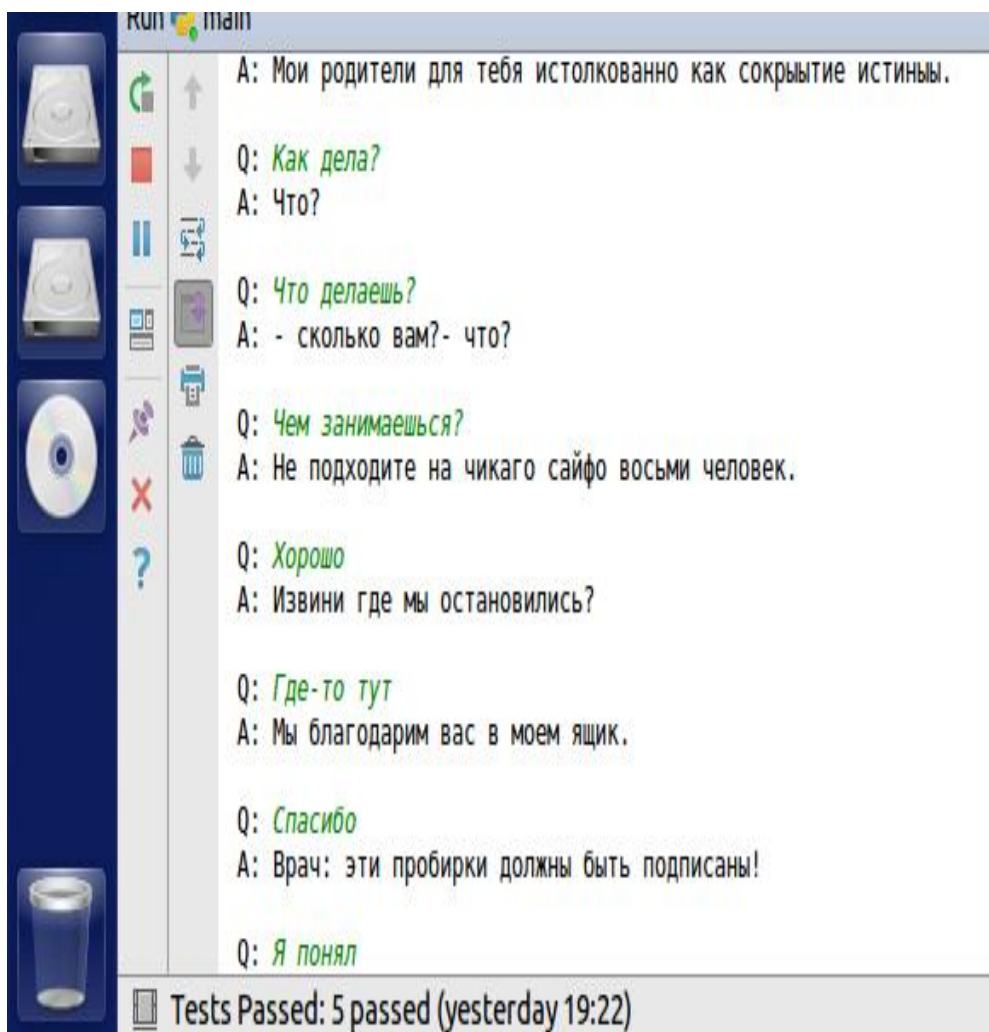 Run main
A: Мои родители для тебя истолкованно как сокрыытие истиныы.
Q: Как дела?
A: Что?
Q: Что делаешь?
A: - сколько вам?- что?
Q: Чем занимаешься?
A: Не подходите на чикаго сайфо восьми человек.
Q: Хорошо
A: Извини где мы остановились?
Q: Где-то тут
A: Мы благодарим вас в моем ящик.
Q: Спасибо
A: Врач: эти пробирки должны быть подписаны!
Q: Я понял
Tests Passed: 5 passed (yesterday 19:22)